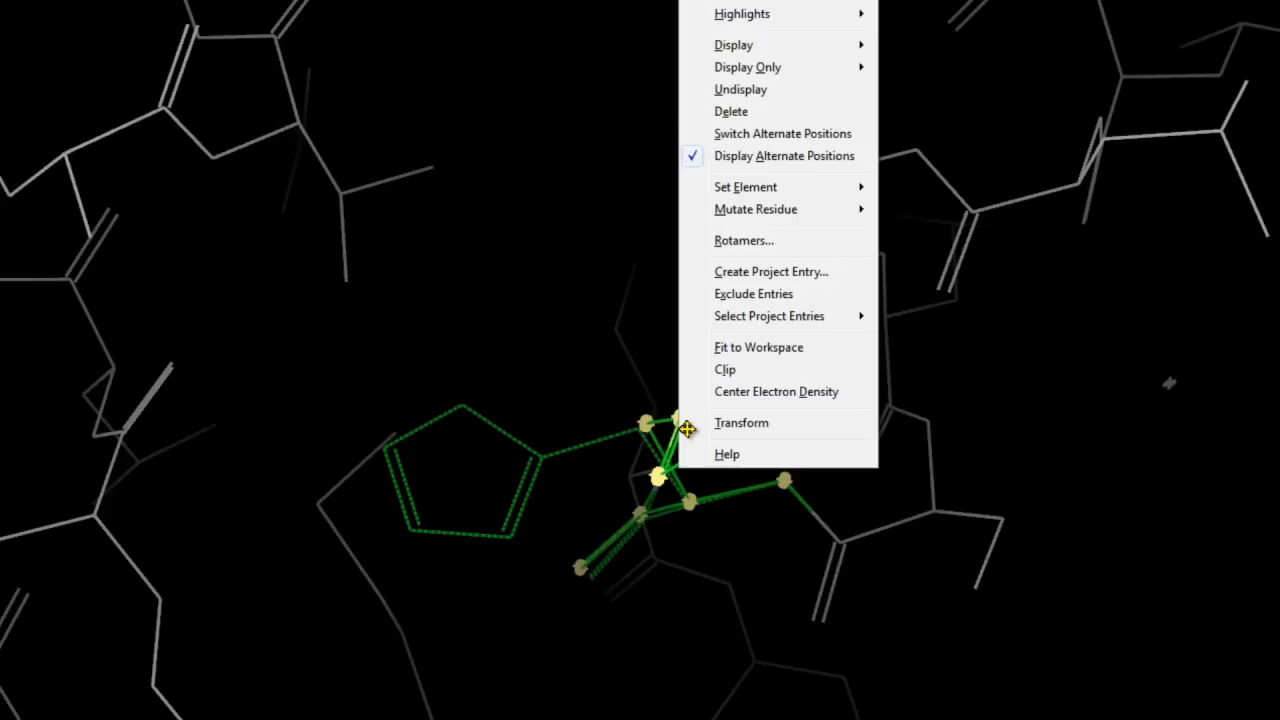 Highlights
Display
Display Only
Undisplay
Delete
Switch Alternate Positions
Display Alternate Positions
Set Element
Mutate Residue
Rotamers...
Create Project Entry...
Exclude Entries
Select Project Entries
Fit to Workspace
Clip
Center Electron Density
Transform
Help